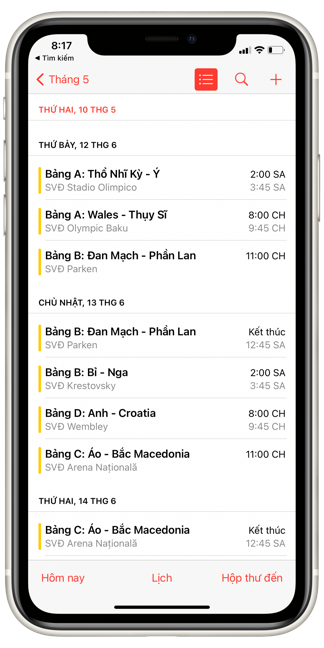 8:17
◀ Tìm kiếm
Tháng 5
THỨ HAI, 10 THG 5
THỨ BẢY, 12 THG 6
Bảng A: Thổ Nhĩ Kỳ - Ý 2:00 SA
SVĐ Stadio Olimpico 3:45 SA
Bảng A: Wales - Thụy Sĩ 8:00 CH
SVĐ Olympic Baku 9:45 CH
Bảng B: Đan Mạch - Phần Lan 11:00 CH
SVĐ Parken
CHỦ NHẬT, 13 THG 6
Bảng B: Đan Mạch - Phần Lan Kết thúc
SVĐ Parken 12:45 SA
Bảng B: Bỉ - Nga 2:00 SA
SVĐ Krestovsky 3:45 SA
Bảng D: Anh - Croatia 8:00 CH
SVĐ Wembley 9:45 CH
Bảng C: Áo - Bắc Macedonia 11:00 CH
SVĐ Arena Națională
THỨ HAI, 14 THG 6
Bảng C: Áo - Bắc Macedonia Kết thúc
SVĐ Arena Națională 12:45 SA
Hôm nay Lịch Hộp thư đến